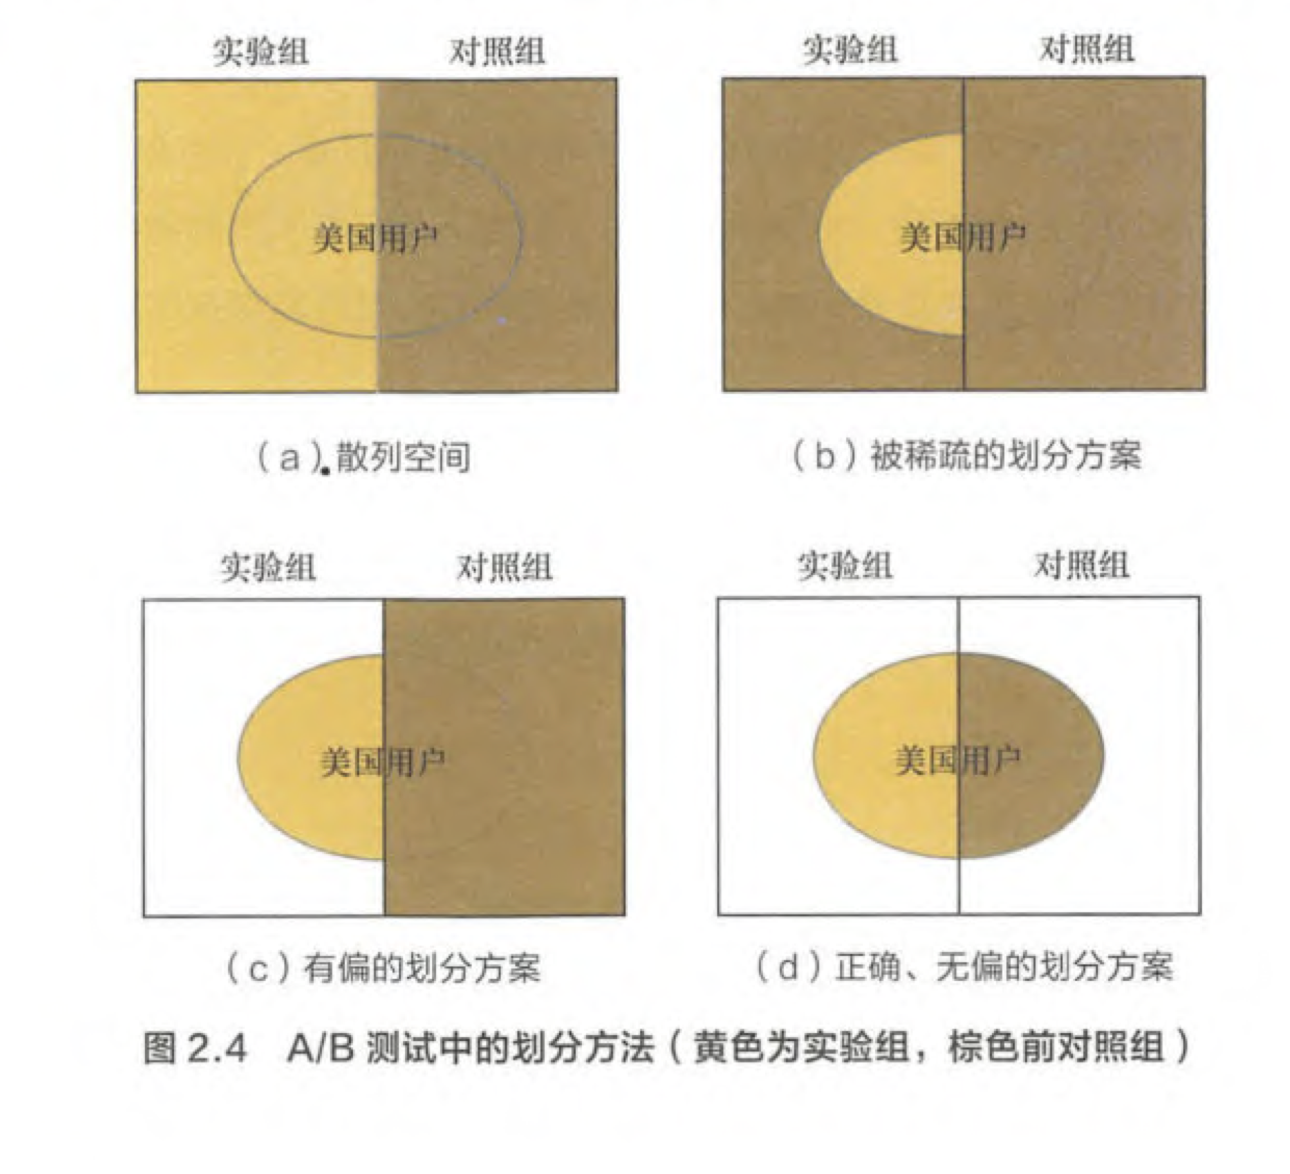 实验组 对照组
实验组 对照组
美国用户
美国用户
(a).散列空间
(b)被稀疏的划分方案
实验组 对照组
实验组 对照组
美国用户
美国用户
(c)有偏的划分方案
(d)正确、无偏的划分方案
图 2.4 A/B 测试中的划分方法(黄色为实验组,棕色前对照组)